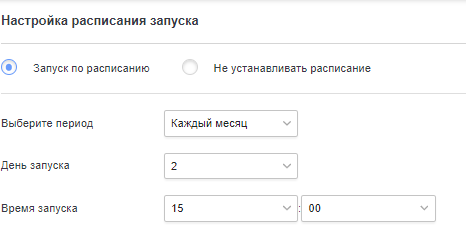 Настройка расписания запуска
Запуск по расписанию Не устанавливать расписание
Выберите период Каждый месяц
День запуска 2
Время запуска 15 : 00